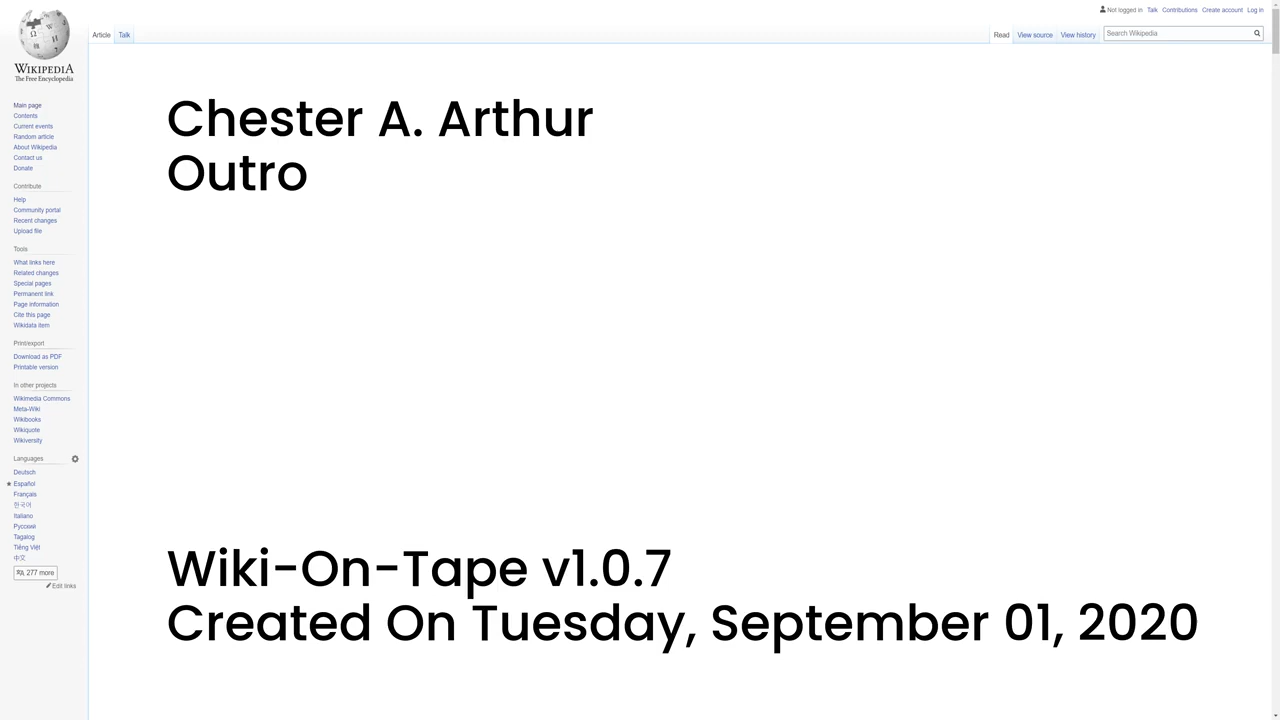 Not logged in Talk Contributions Create account Log in
Article Talk Read View source View history Search Wikipedia
WIKIPEDIA
The Free Encyclopedia
Main page
Contents
Current events
Random article
About Wikipedia
Contact us
Donate
Contribute
Help
Community portal
Recent changes
Upload file
Tools
What links here
Related changes
Special pages
Permanent link
Page information
Cite this page
Wikidata item
Print/export
Download as PDF
Printable version
In other projects
Wikimedia Commons
Meta-Wiki
Wikibooks
Wikiquote
Wikiversity
Languages
Deutsch
Español
Français
한국어
Italiano
Русский
Tagalog
Tiếng Việt
中文
277 more
Edit links
Chester A. Arthur
Outro
Wiki-On-Tape v1.0.7
Created On Tuesday, September 01, 2020